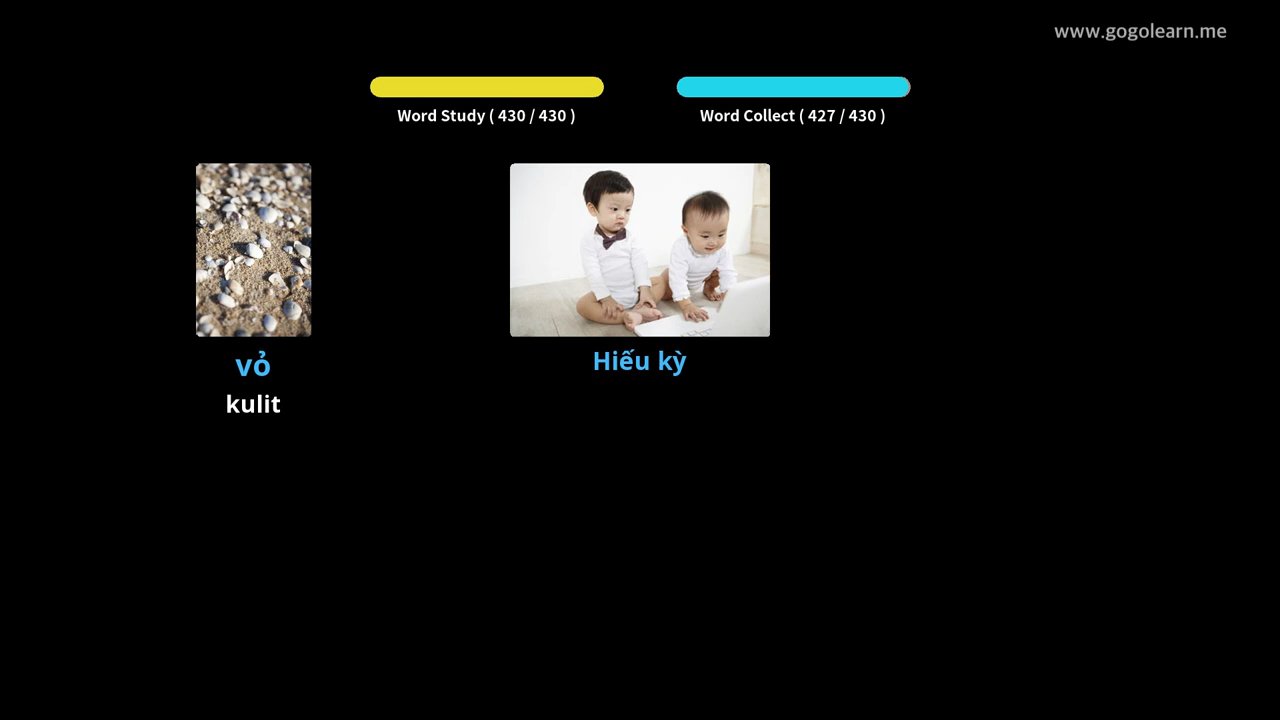 www.gogolearn.me
Word Study ( 430 / 430 )
Word Collect ( 427 / 430 )
vỏ
kulit
Hiếu kỳ